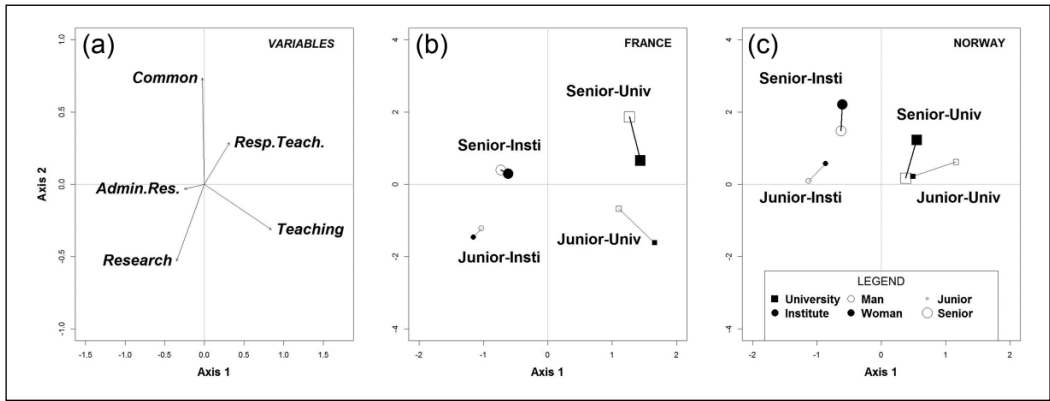 (a)
VARIABLES
Common
Resp.Teach.
Admin.Res.
Teaching
Research
Axis 2
1.0
0.5
0.0
-0.5
-1.0
-1.5 -1.0 -0.5 0.0 0.5 1.0 1.5
Axis 1
(b)
FRANCE
Senior-Univ
Senior-Insti
Junior-Insti
Junior-Univ
4
2
0
-2
-4
-2 -1 0 1 2
Axis 1
(c)
NORWAY
Senior-Insti
Senior-Univ
Junior-Insti
Junior-Univ
LEGEND
University Man Junior
Institute Woman Senior
4
2
0
-2
-4
-2 -1 0 1 2
Axis 1